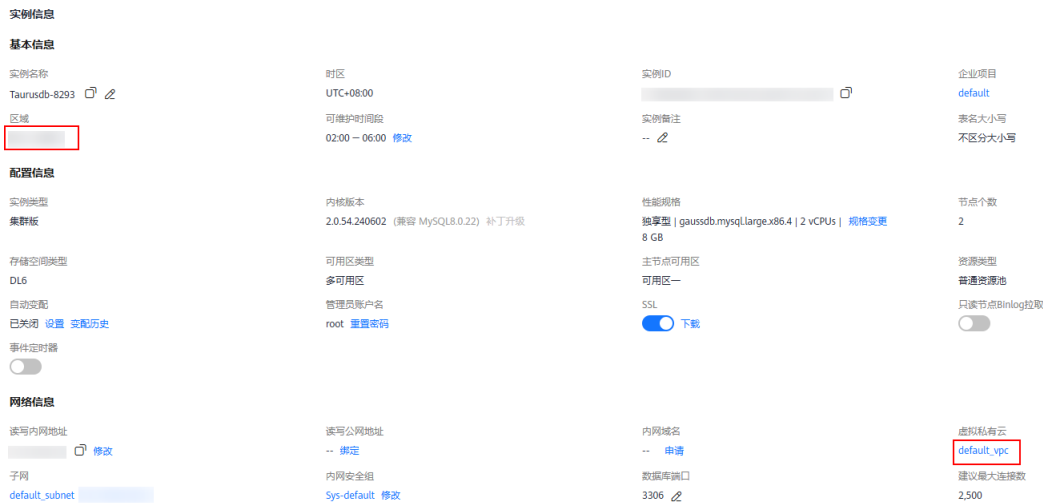 实例信息
基本信息
实例名称 时区 实例ID 企业项目
Taurusdb-8293 UTC+08:00 default
区域 可维护时间段 实例备注 表名大小写
02:00 — 06:00 修改 -- 不区分大小写
配置信息
实例类型 内核版本 性能规格 节点个数
集群版 2.0.54.240602 (兼容 MySQL8.0.22) 补丁升级 独享型 | gaussdb.mysql.large.x86.4 | 2 vCPUs | 规格变更 2
8 GB
存储空间类型 可用区类型 主节点可用区 资源类型
DL6 多可用区 可用区一 普通资源池
自动变配 管理员账户名 SSL 只读节点Binlog拉取
已关闭 设置 变配历史 root 重置密码 下载
事件定时器
网络信息
读写内网地址 读写公网地址 内网域名 虚拟私有云
修改 -- 绑定 -- 申请 default_vpc
子网 内网安全组 数据库端口 建议最大连接数
default_subnet Sys-default 修改 3306 2,500